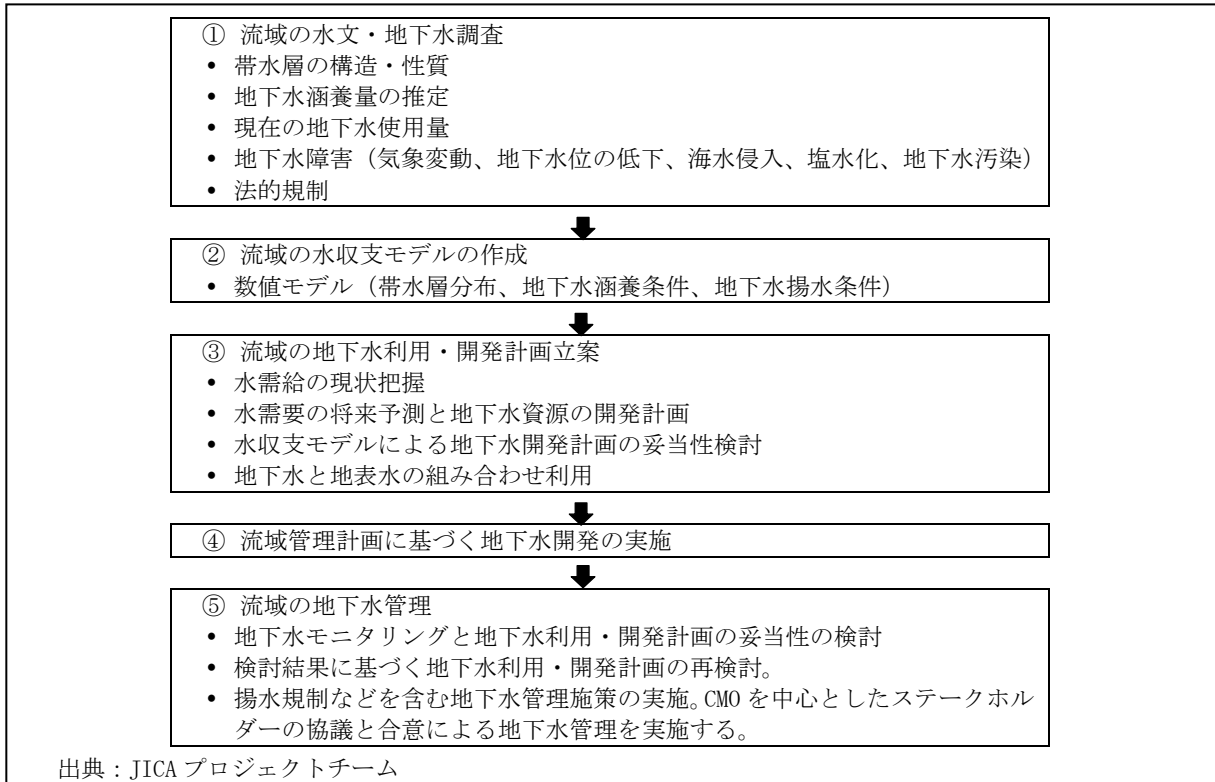 ① 流域の水文・地下水調査
• 帯水層の構造・性質
• 地下水涵養量の推定
• 現在の地下水使用量
• 地下水障害（気象変動、地下水位の低下、海水侵入、塩水化、地下水汚染）
• 法的規制
② 流域の水収支モデルの作成
• 数値モデル（帯水層分布、地下水涵養条件、地下水揚水条件）
③ 流域の地下水利用・開発計画立案
• 水需給の現状把握
• 水需要の将来予測と地下水資源の開発計画
• 水収支モデルによる地下水開発計画の妥当性検討
• 地下水と地表水の組み合わせ利用
④ 流域管理計画に基づく地下水開発の実施
⑤ 流域の地下水管理
• 地下水モニタリングと地下水利用・開発計画の妥当性の検討
• 検討結果に基づく地下水利用・開発計画の再検討。
• 揚水規制などを含む地下水管理施策の実施。CMO を中心としたステークホル
ダーの協議と合意による地下水管理を実施する。
出典：JICA プロジェクトチーム